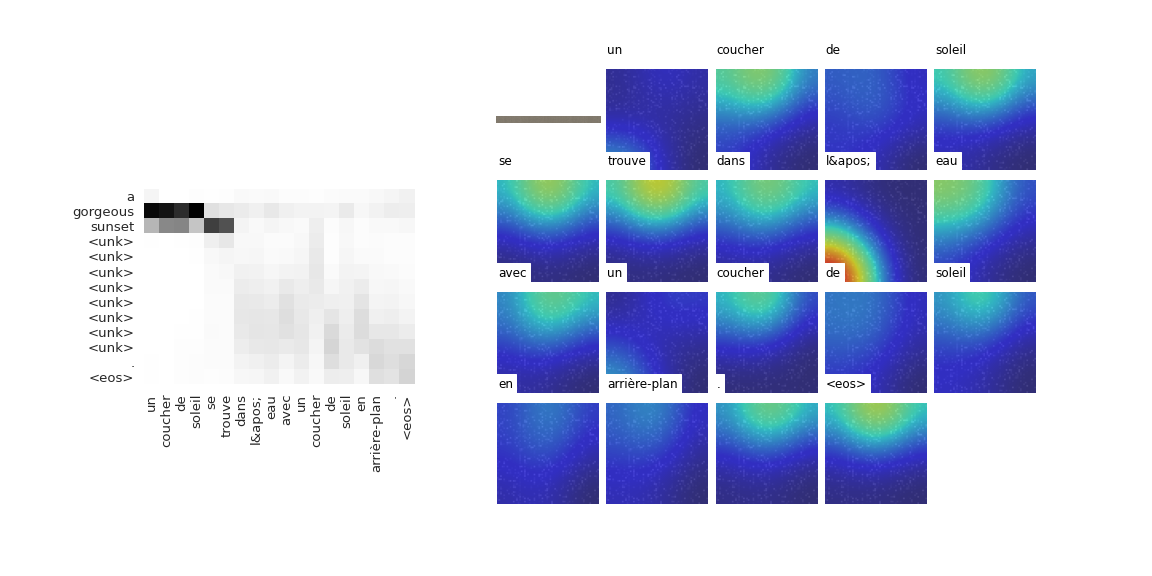 a
gorgeous
sunset
<unk>
<unk>
<unk>
<unk>
<unk>
<unk>
<unk>
<unk>
.
<eos>
un
coucher
de
soleil
se
trouve
dans
l&apos;
eau
avec
un
coucher
de
soleil
en
arrière-plan
.
<eos>
un coucher de soleil
se trouve dans l&apos; eau
avec un coucher de soleil
en arrière-plan . <eos>